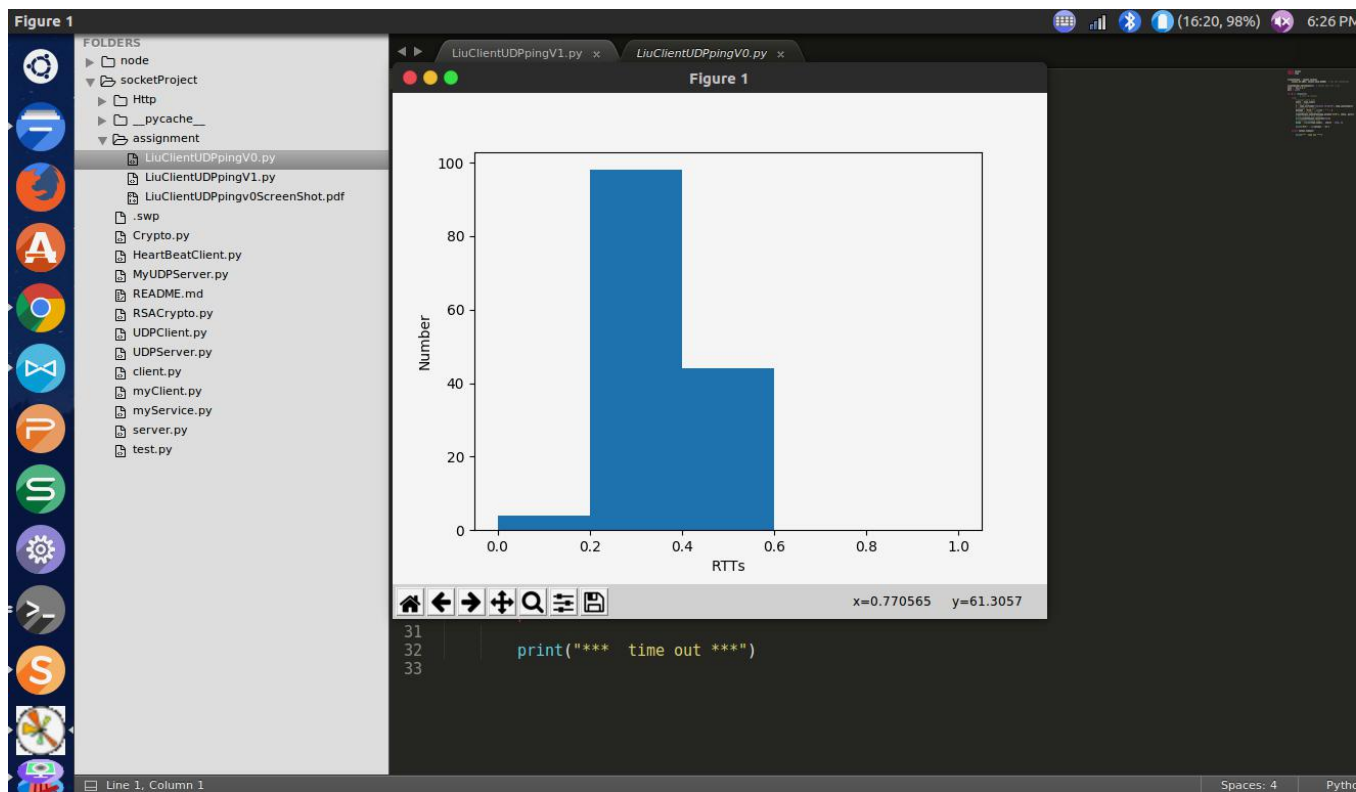 Figure 1
(16:20, 98%)
6:26 PM
FOLDERS
node
socketProject
Http
__pycache__
assignment
LiuClientUDPpingV0.py
LiuClientUDPpingV1.py
LiuClientUDPpingv0ScreenShot.pdf
.swp
Crypto.py
HeartBeatClient.py
MyUDPServer.py
README.md
RSACrypto.py
UDPClient.py
UDPServer.py
client.py
myClient.py
myService.py
server.py
test.py
LiuClientUDPpingV1.py x
LiuClientUDPpingV0.py x
Figure 1
100
80
60
40
20
0
Number
0.0 0.2 0.4 0.6 0.8 1.0
RTTs
x=0.770565 y=61.3057
31
32 print("*** time out ***")
33
Line 1, Column 1
Spaces: 4